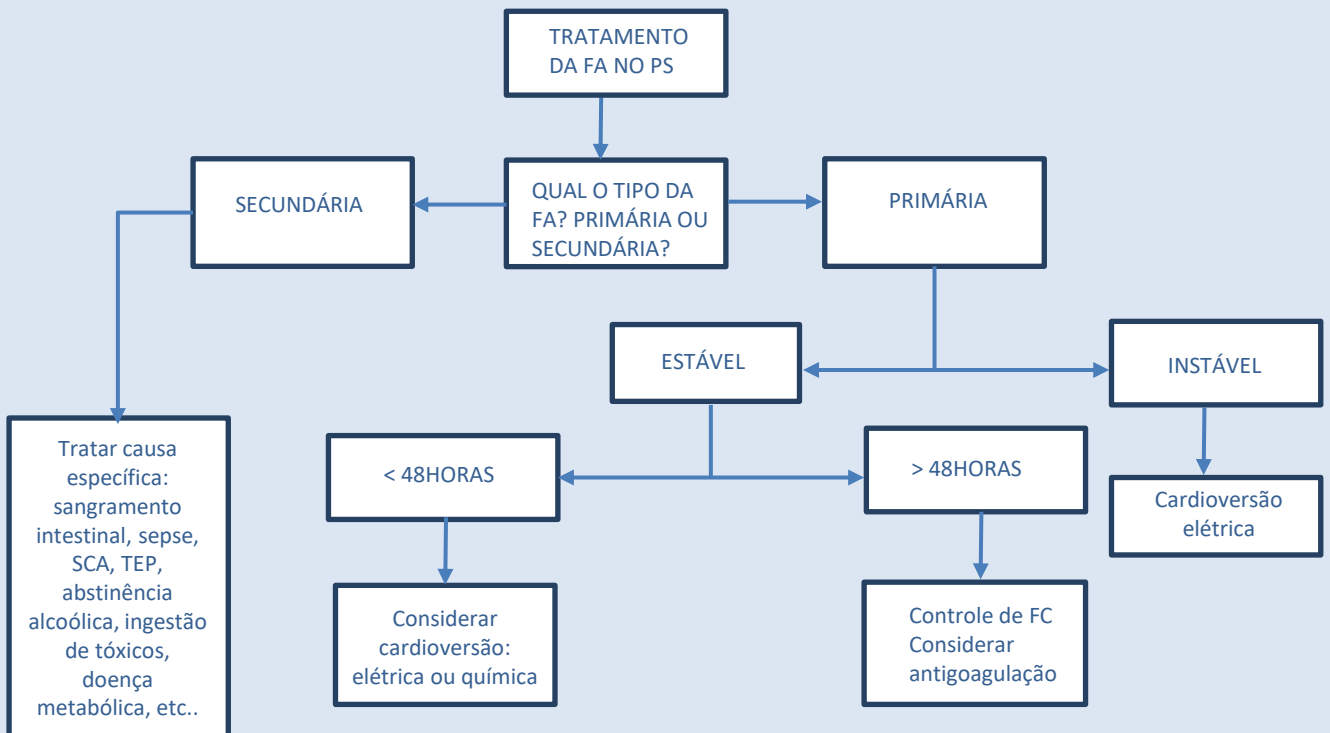 TRATAMENTO
DA FA NO PS
SECUNDÁRIA
QUAL O TIPO DA
FA? PRIMÁRIA OU
SECUNDÁRIA?
PRIMÁRIA
ESTÁVEL
INSTÁVEL
Tratar causa
específica:
sangramento
intestinal, sepse,
SCA, TEP,
abstinência
alcoólica, ingestão
de tóxicos,
doença
metabólica, etc..
< 48HORAS
> 48HORAS
Cardioversão
elétrica
Considerar
cardioversão:
elétrica ou química
Controle de FC
Considerar
antigoagulação